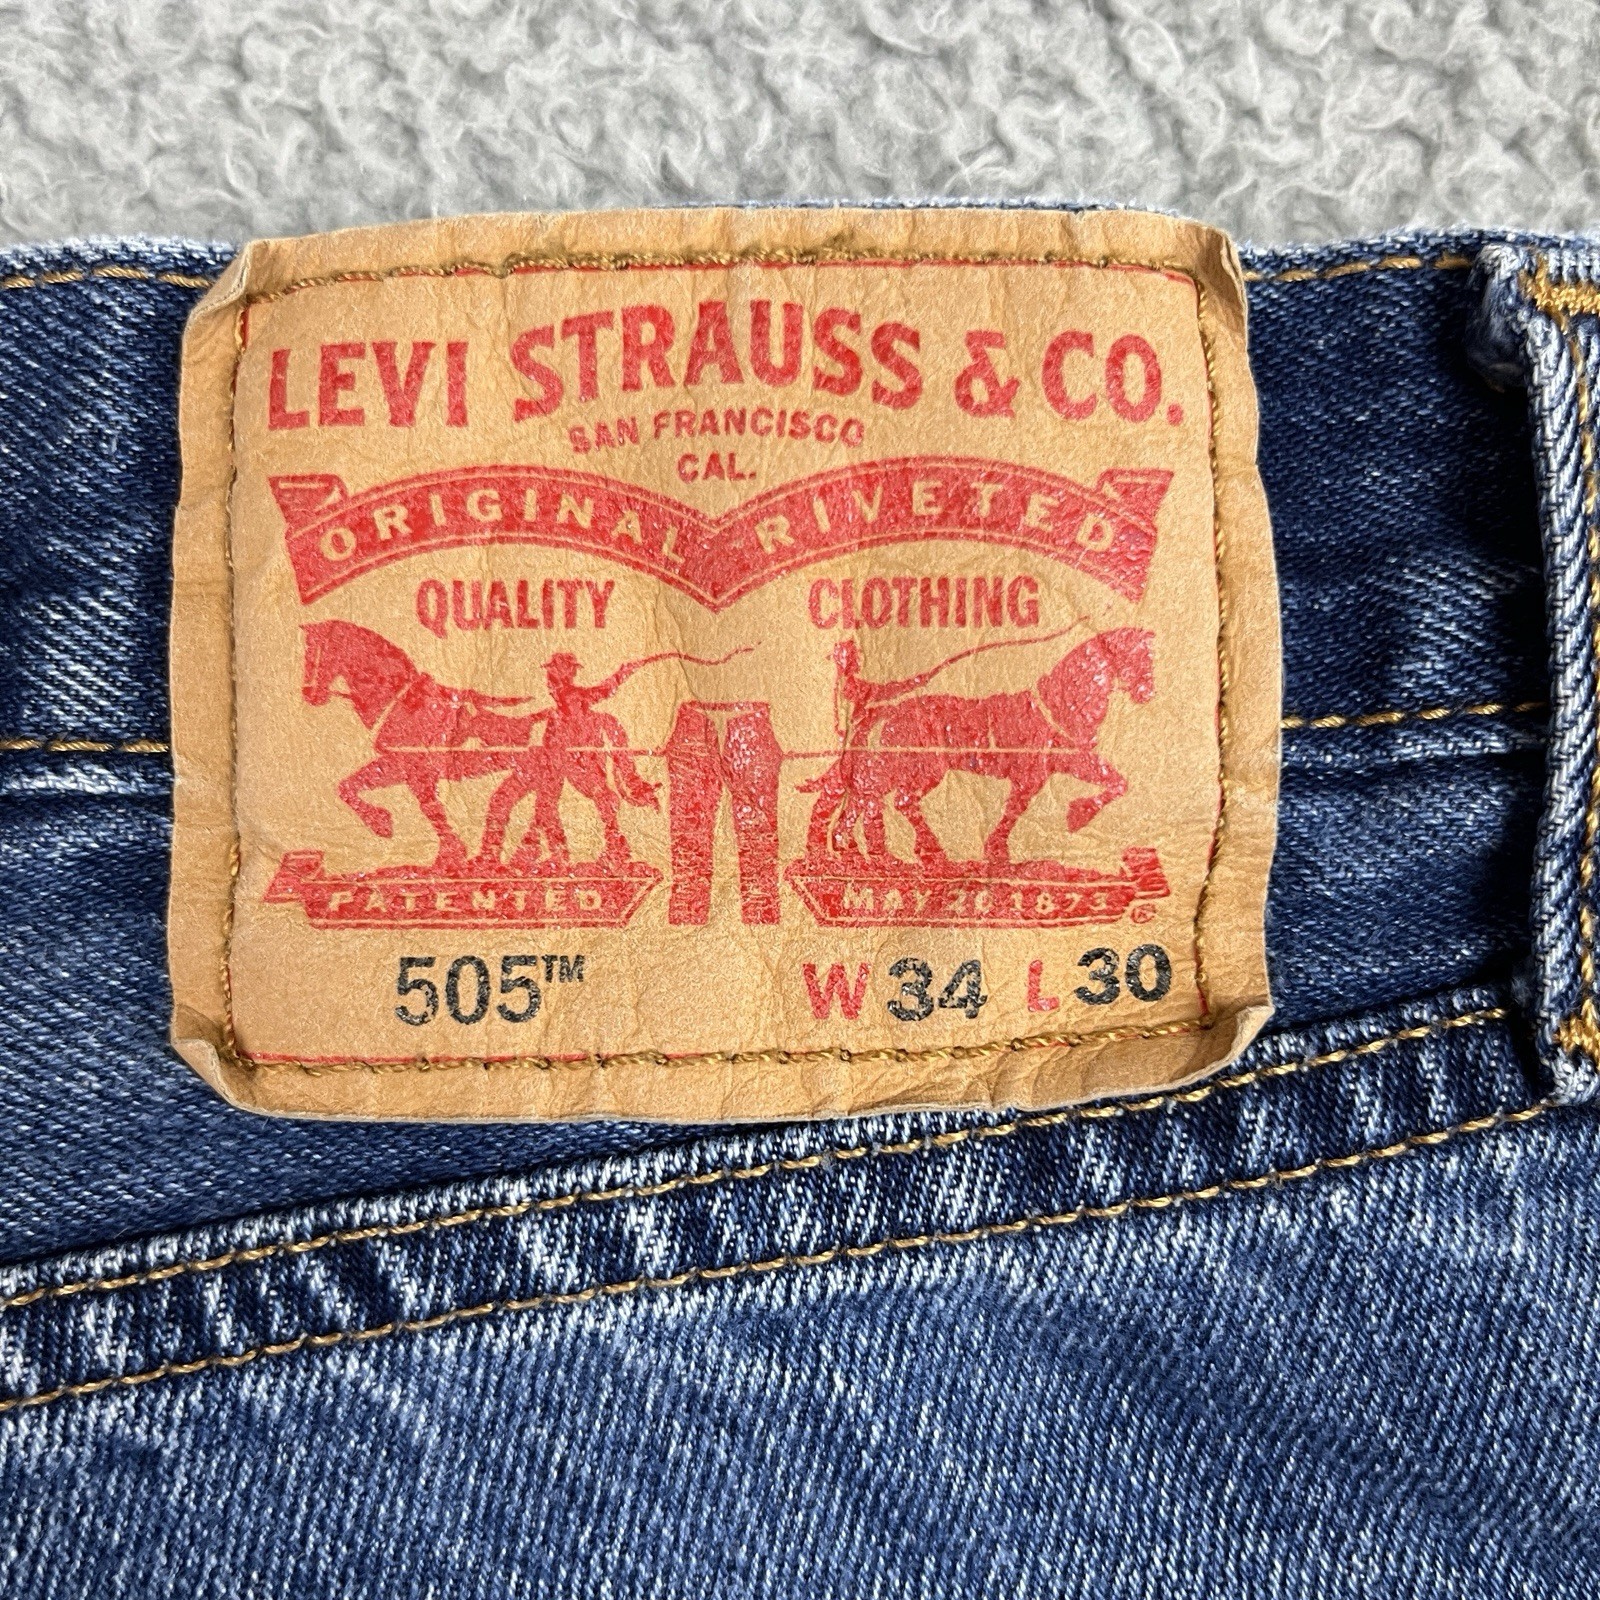 LEVI STRAUSS & CO.
SAN FRANCISCO
CAL.
ORIGINAL RIVETED
QUALITY CLOTHING
PATENTED MAY 20 1873 ®
505™ W 34 L 30